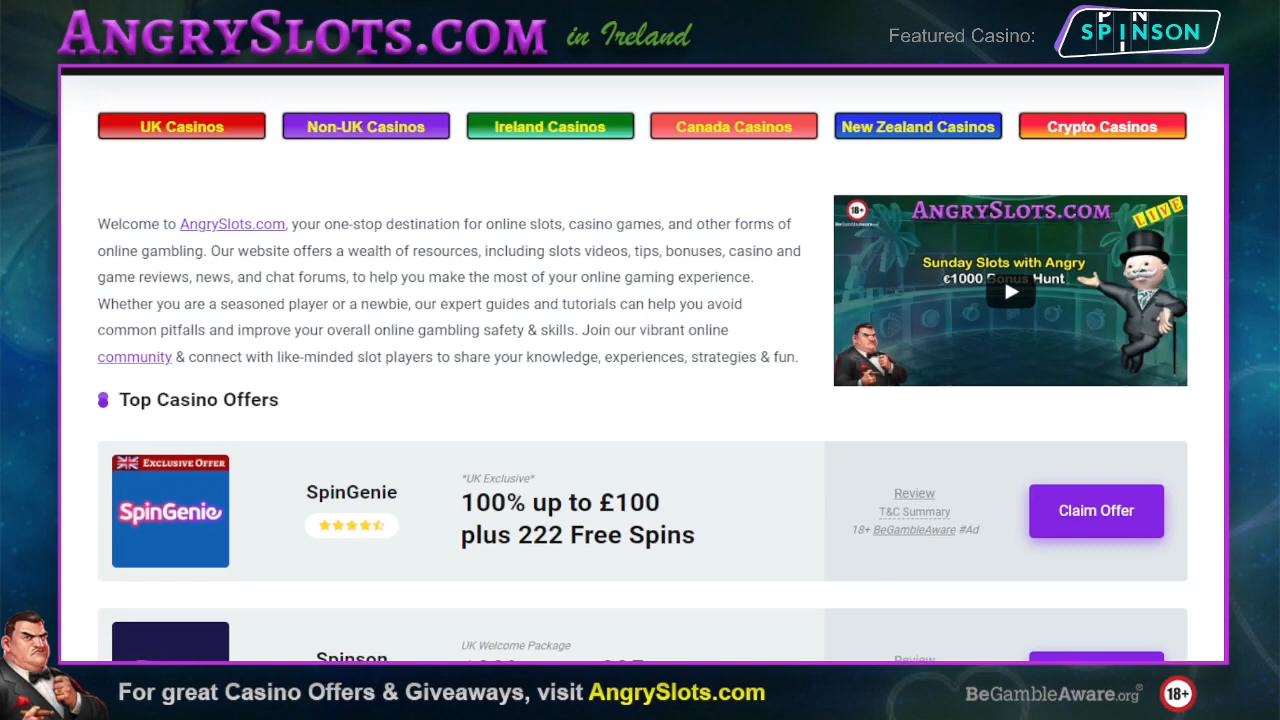 AngrySlots.com in Ireland
Featured Casino:
SPINSON
UK Casinos
Non-UK Casinos
Ireland Casinos
Canada Casinos
New Zealand Casinos
Crypto Casinos
Welcome to AngrySlots.com, your one-stop destination for online slots, casino games, and other forms of
online gambling. Our website offers a wealth of resources, including slots videos, tips, bonuses, casino and
game reviews, news, and chat forms, to help you make the most of your online gaming experience.
Whether you are a seasoned player or a newbie, our expert guides and tutorials can help you avoid
common pitfalls and improve your overall online gambling safety & skills. Join our vibrant online
community & connect with like-minded slot players to share your knowledge, experiences, strategies & fun.
18+
AngrySlots.com
LIVE
Sunday Slots with Angry
€1000 Bonus Hunt
Top Casino Offers
Exclusive Offer
SpinGenie
SpinGenie
*UK Exclusive*
100% up to £100
plus 222 Free Spins
Review
T&C Summary
18+ BeGambleAware #Ad
Claim Offer
Spinson
UK Welcome Package
Review
For great Casino Offers & Giveaways, visit AngrySlots.com
BeGambleAware.org®
18+